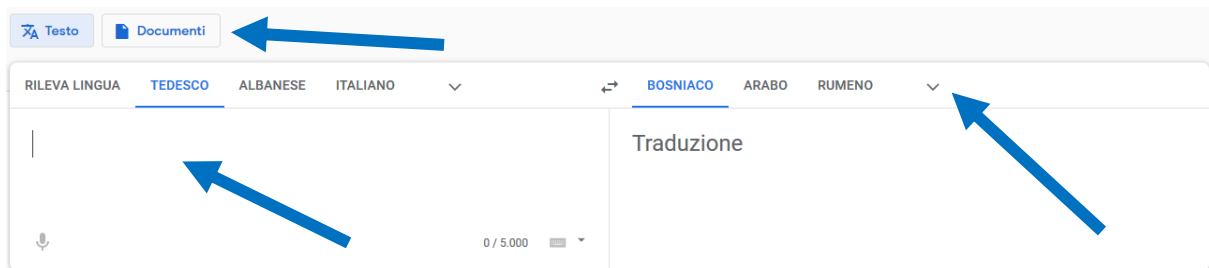 Testo Documenti
RILEVA LINGUA TEDESCO ALBANESE ITALIANO BOSNIACO ARABO RUMENO
Traduzione
0 / 5.000